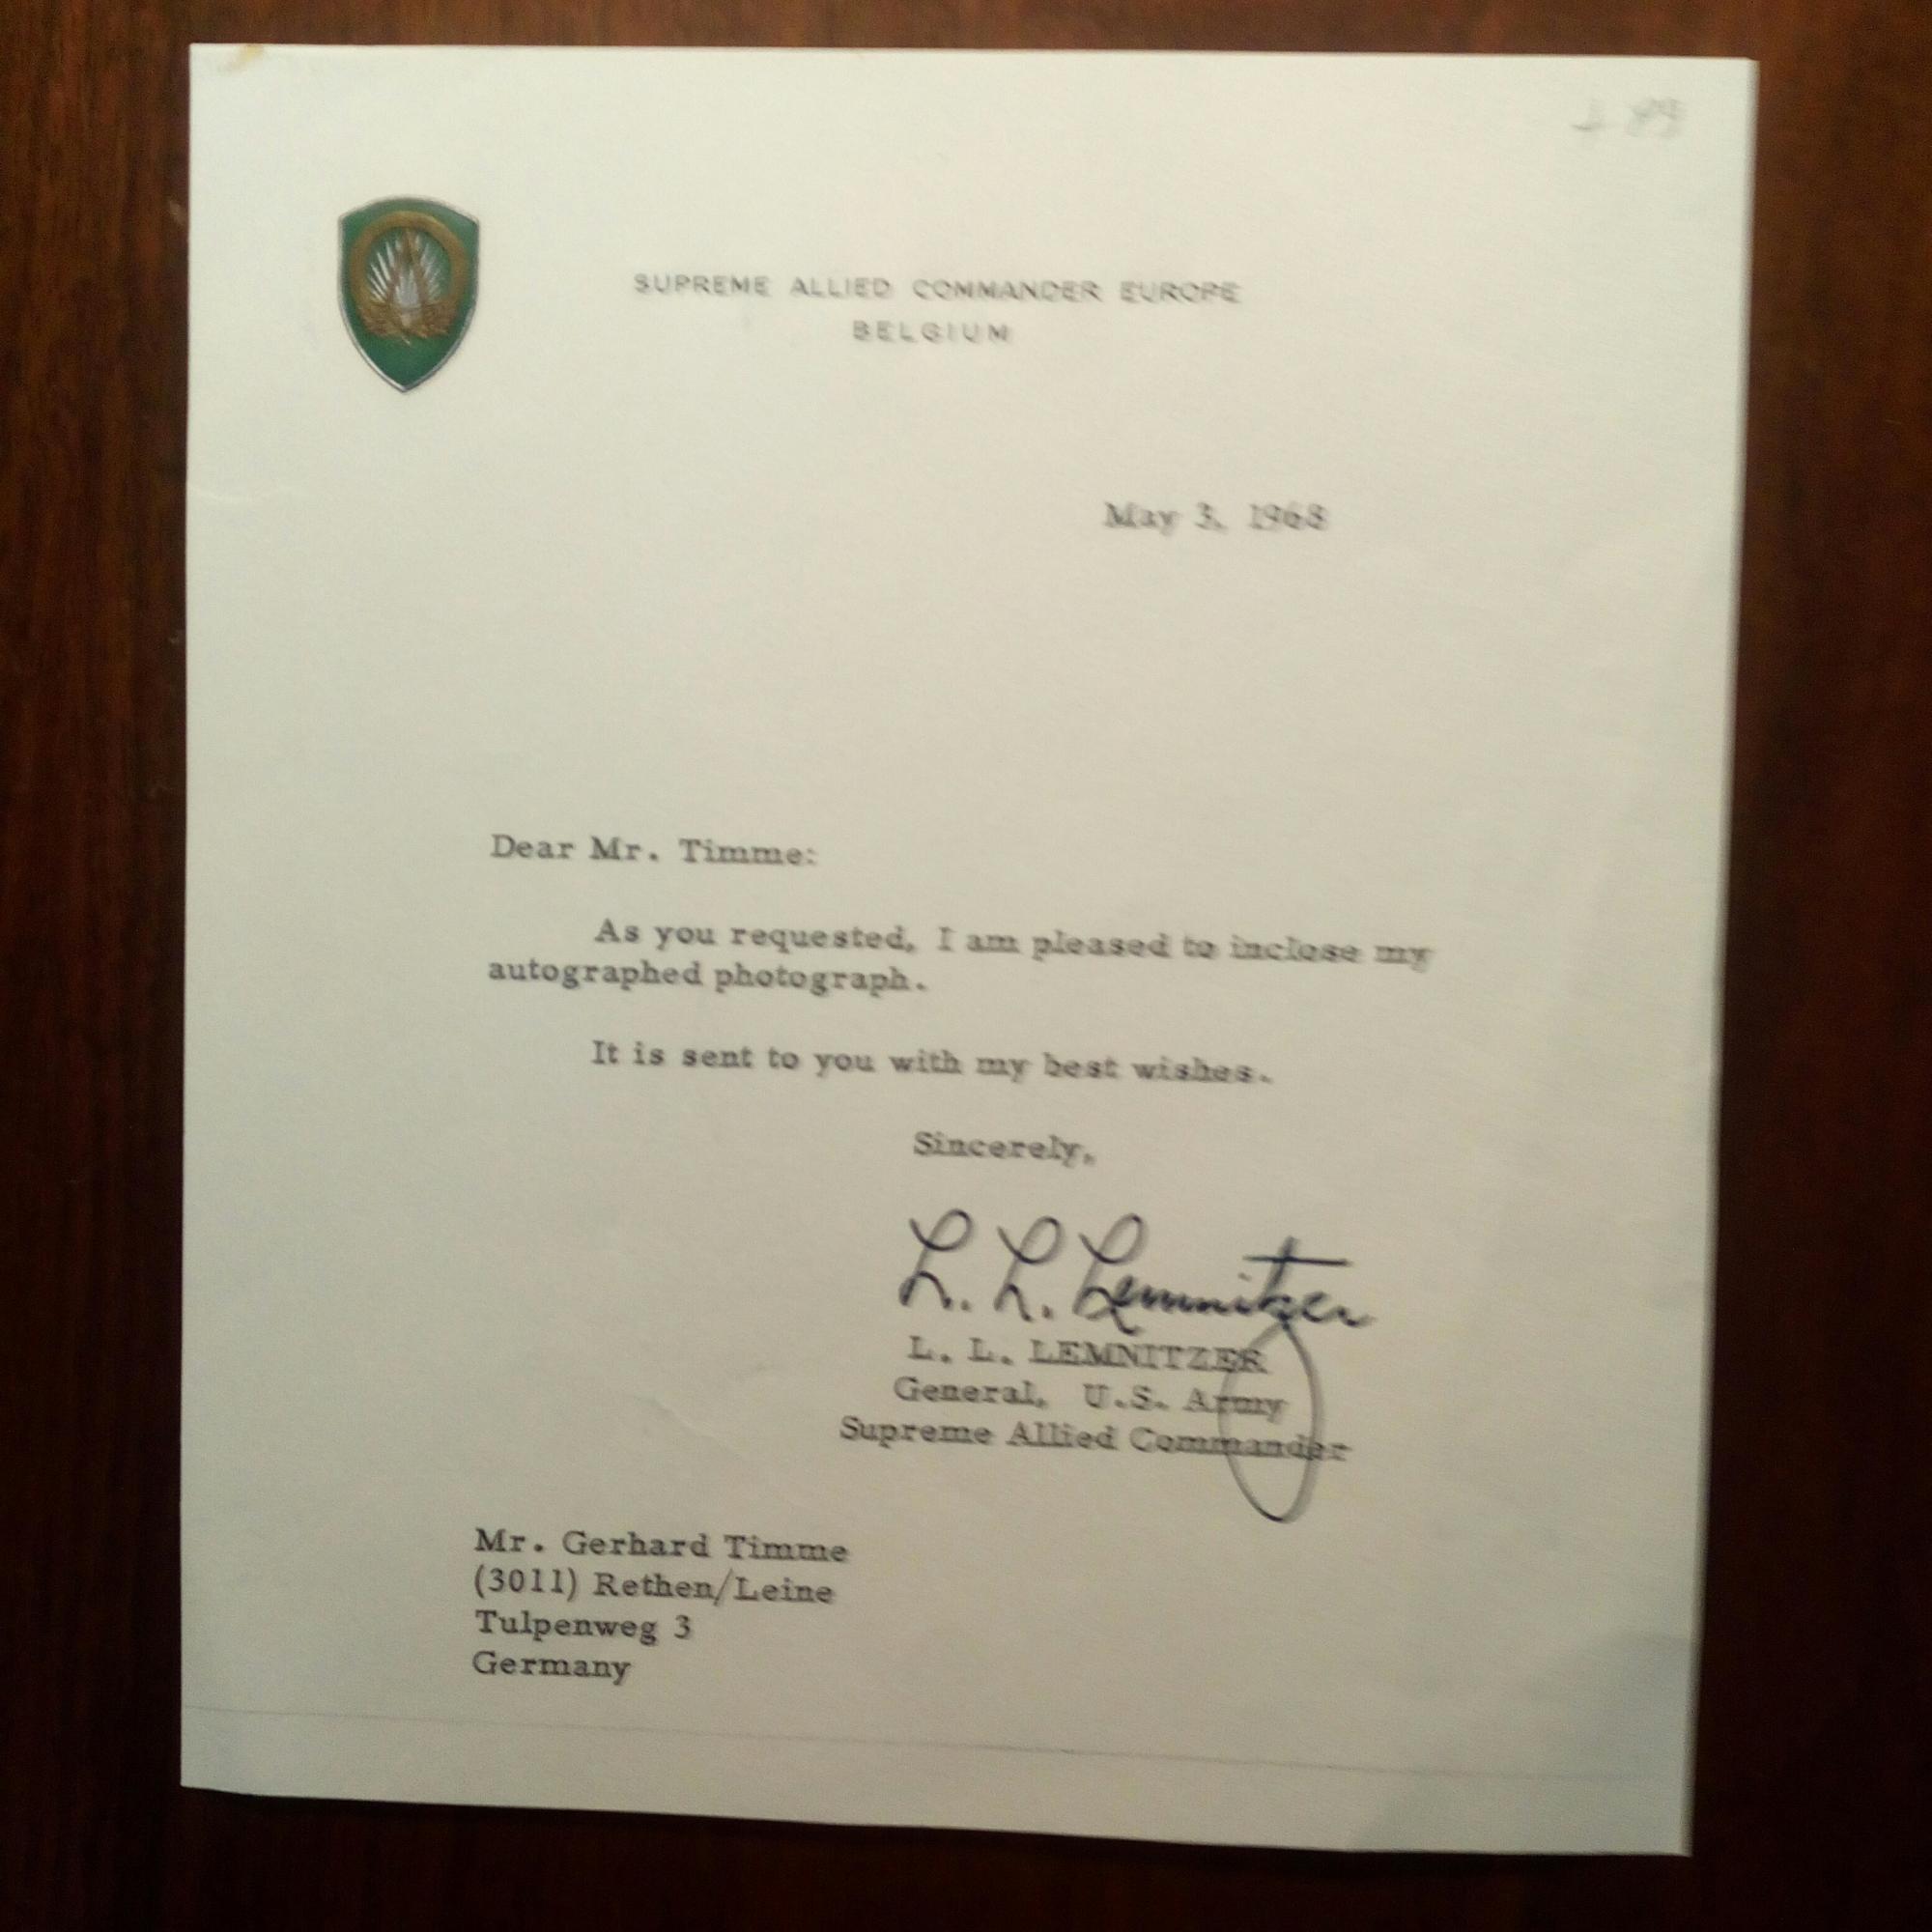 SUPREME ALLIED COMMANDER EUROPE
BELGIUM
May 3, 1968
Dear Mr. Timme:
As you requested, I am pleased to inclose my
autographed photograph.
It is sent to you with my best wishes.
Sincerely,
L. L. Lemnitzer
L. L. LEMNITZER
General, U.S. Army
Supreme Allied Commander
Mr. Gerhard Timme
(3011) Rethen/Leine
Tulpenweg 3
Germany